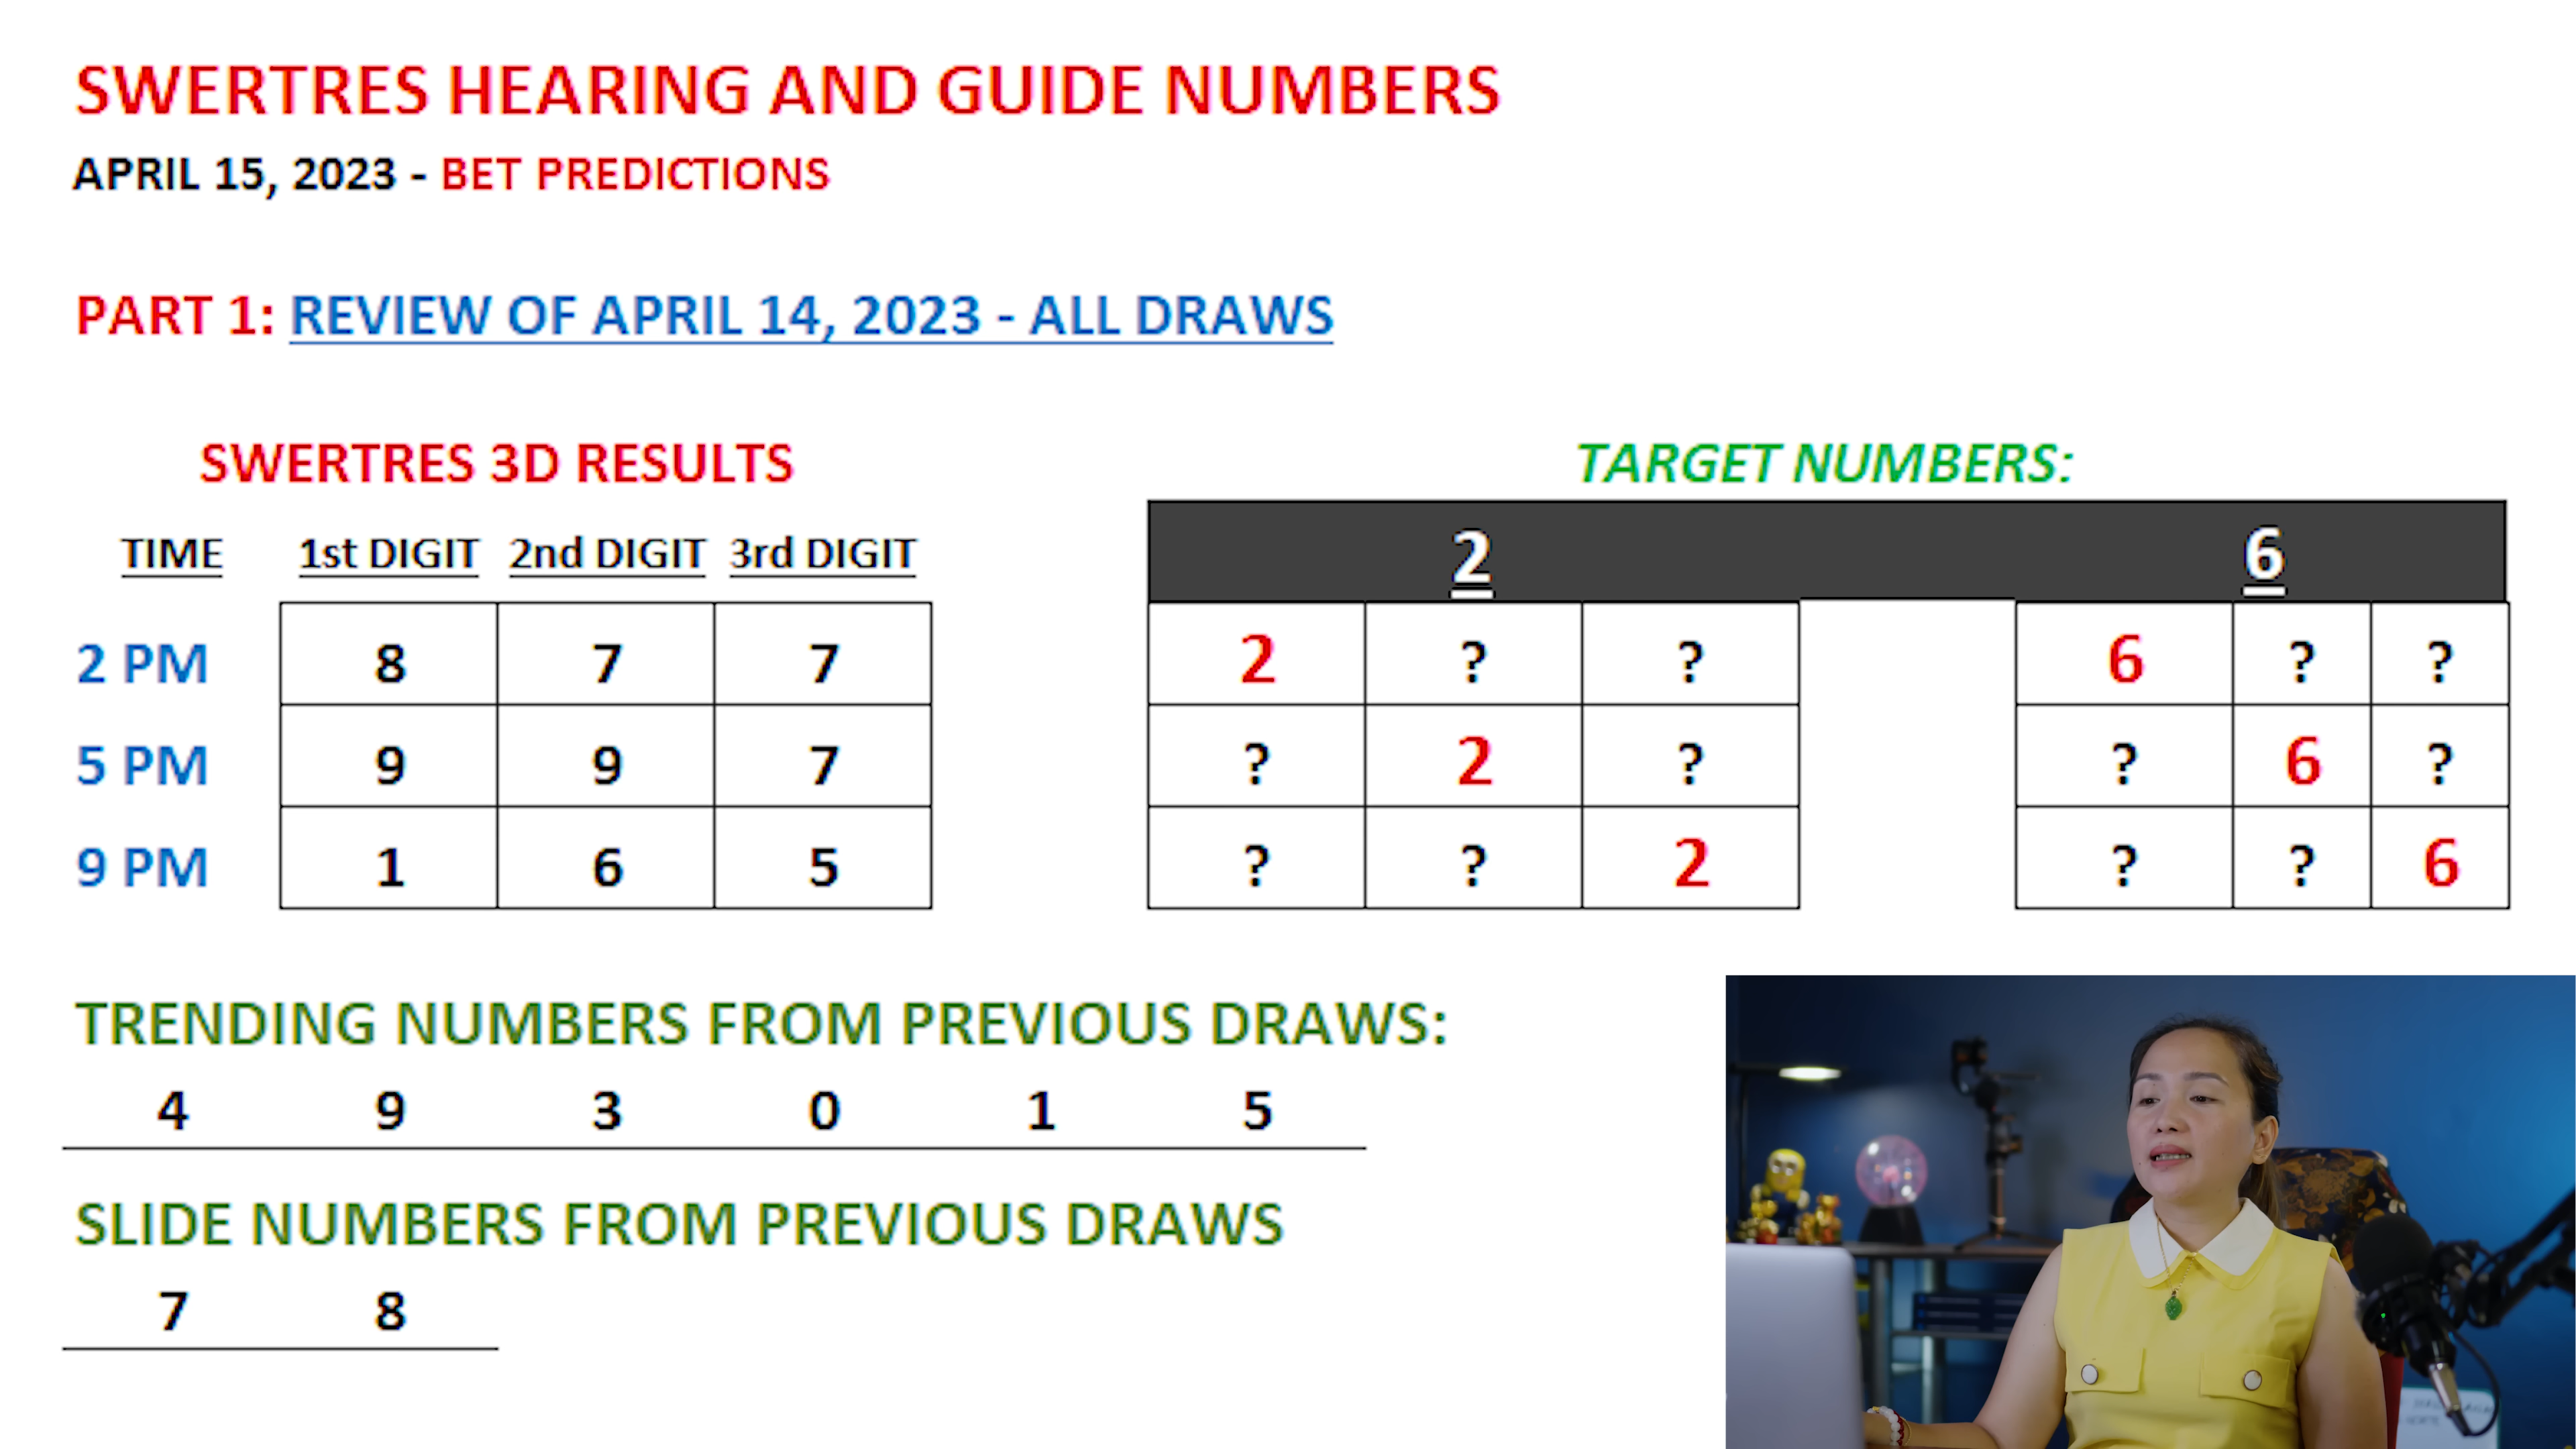 SWERTRES HEARING AND GUIDE NUMBERS
APRIL 15, 2023 - BET PREDICTIONS
PART 1: REVIEW OF APRIL 14, 2023 - ALL DRAWS
SWERTRES 3D RESULTS
TIME 1st DIGIT 2nd DIGIT 3rd DIGIT
2 PM 8 7 7
5 PM 9 9 7
9 PM 1 6 5
TARGET NUMBERS:
2 6
2 ? ? 6 ? ?
? 2 ? ? 6 ?
? ? 2 ? ? 6
TRENDING NUMBERS FROM PREVIOUS DRAWS:
4 9 3 0 1 5
SLIDE NUMBERS FROM PREVIOUS DRAWS
7 8